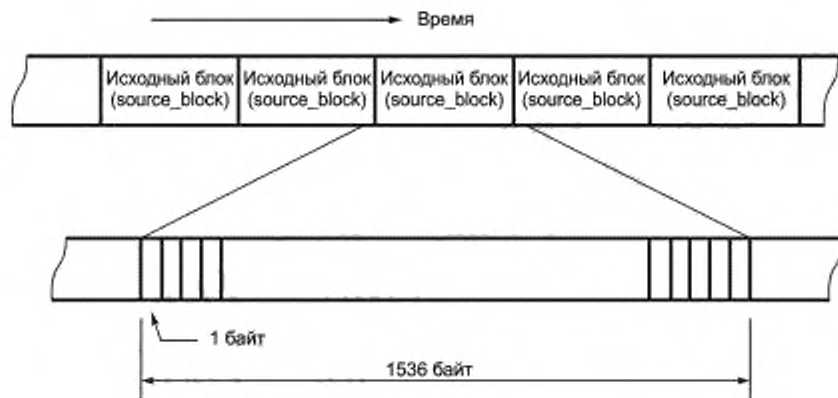 Время
Исходный блок Исходный блок Исходный блок Исходный блок Исходный блок
(source_block) (source_block) (source_block) (source_block) (source_block)
1 байт
1536 байт